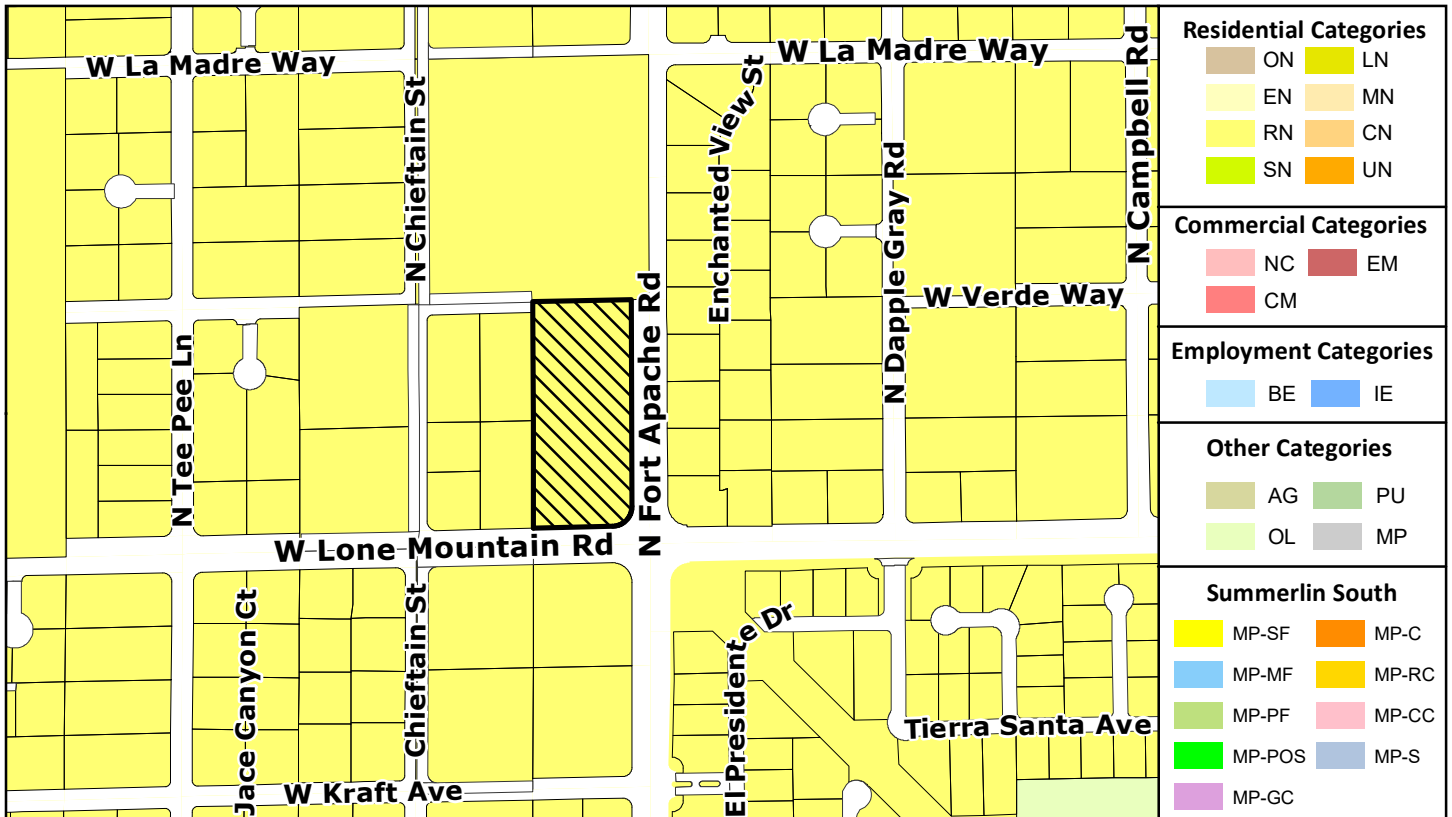 W La Madre Way
W La Madre Way
Enchanted View St
N Chieftain St
N Campbell Rd
N Dapple Gray Rd
N Fort Apache Rd
W Verde Way
N Tee Pee Ln
W Lone Mountain Rd
Jace Canyon Ct
Chieftain St
El Presidente Dr
Tierra Santa Ave
W Kraft Ave
Residential Categories
ON LN
EN MN
RN CN
SN UN
Commercial Categories
NC EM
CM
Employment Categories
BE IE
Other Categories
AG PU
OL MP
Summerlin South
MP-SF MP-C
MP-MF MP-RC
MP-PF MP-CC
MP-POS MP-S
MP-GC